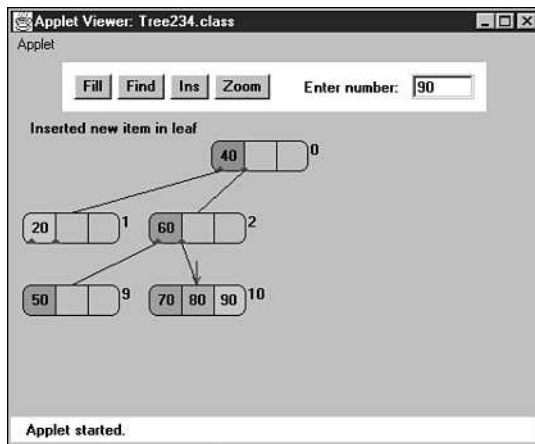 Applet Viewer: Tree234.class
Applet
Fill Find Ins Zoom Enter number: 90
Inserted new item in leaf
40 0
20 1 60 2
50 9 70 80 90 10
Applet started.